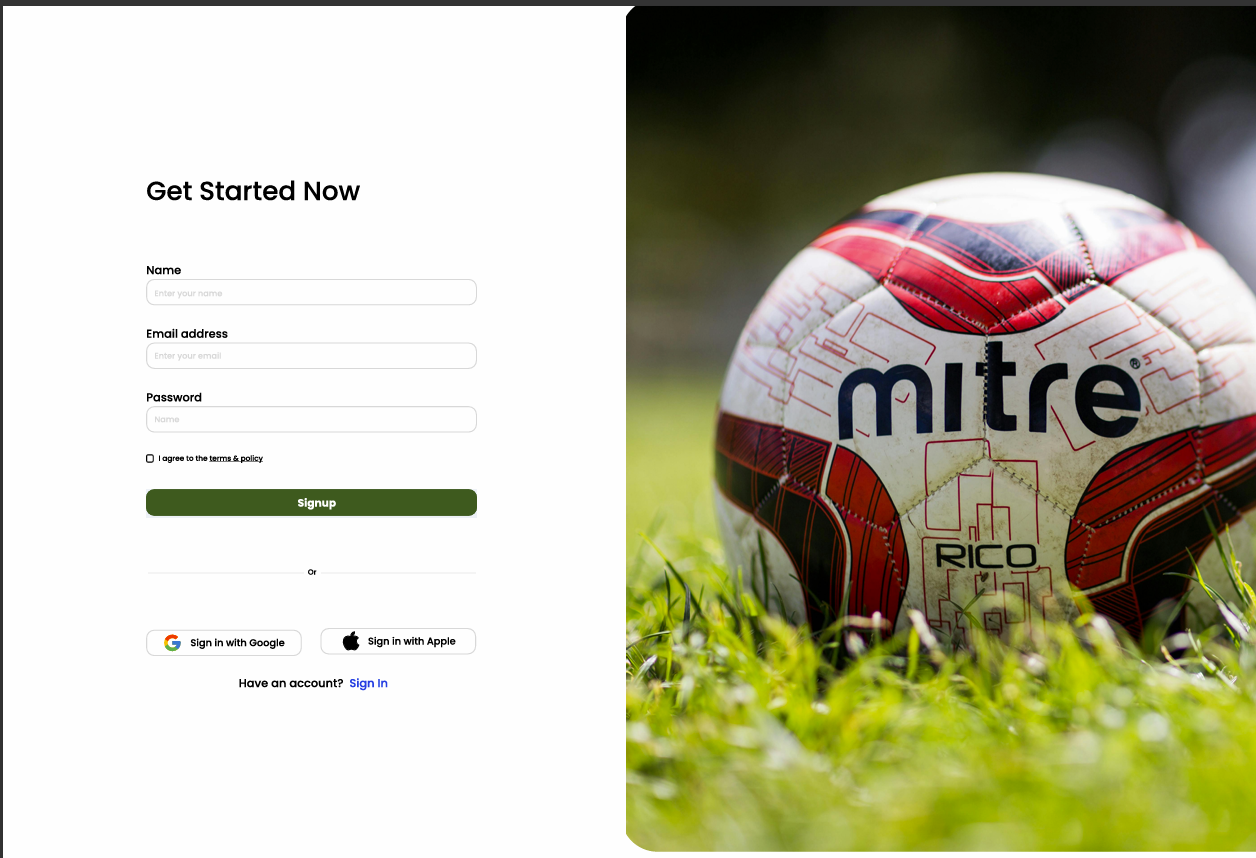 Get Started Now
Name
Enter your name
Email address
Enter your email
Password
Name
I agree to the terms & policy
Signup
Or
Sign in with Google
Sign in with Apple
Have an account? Sign In
mitre®
RICO